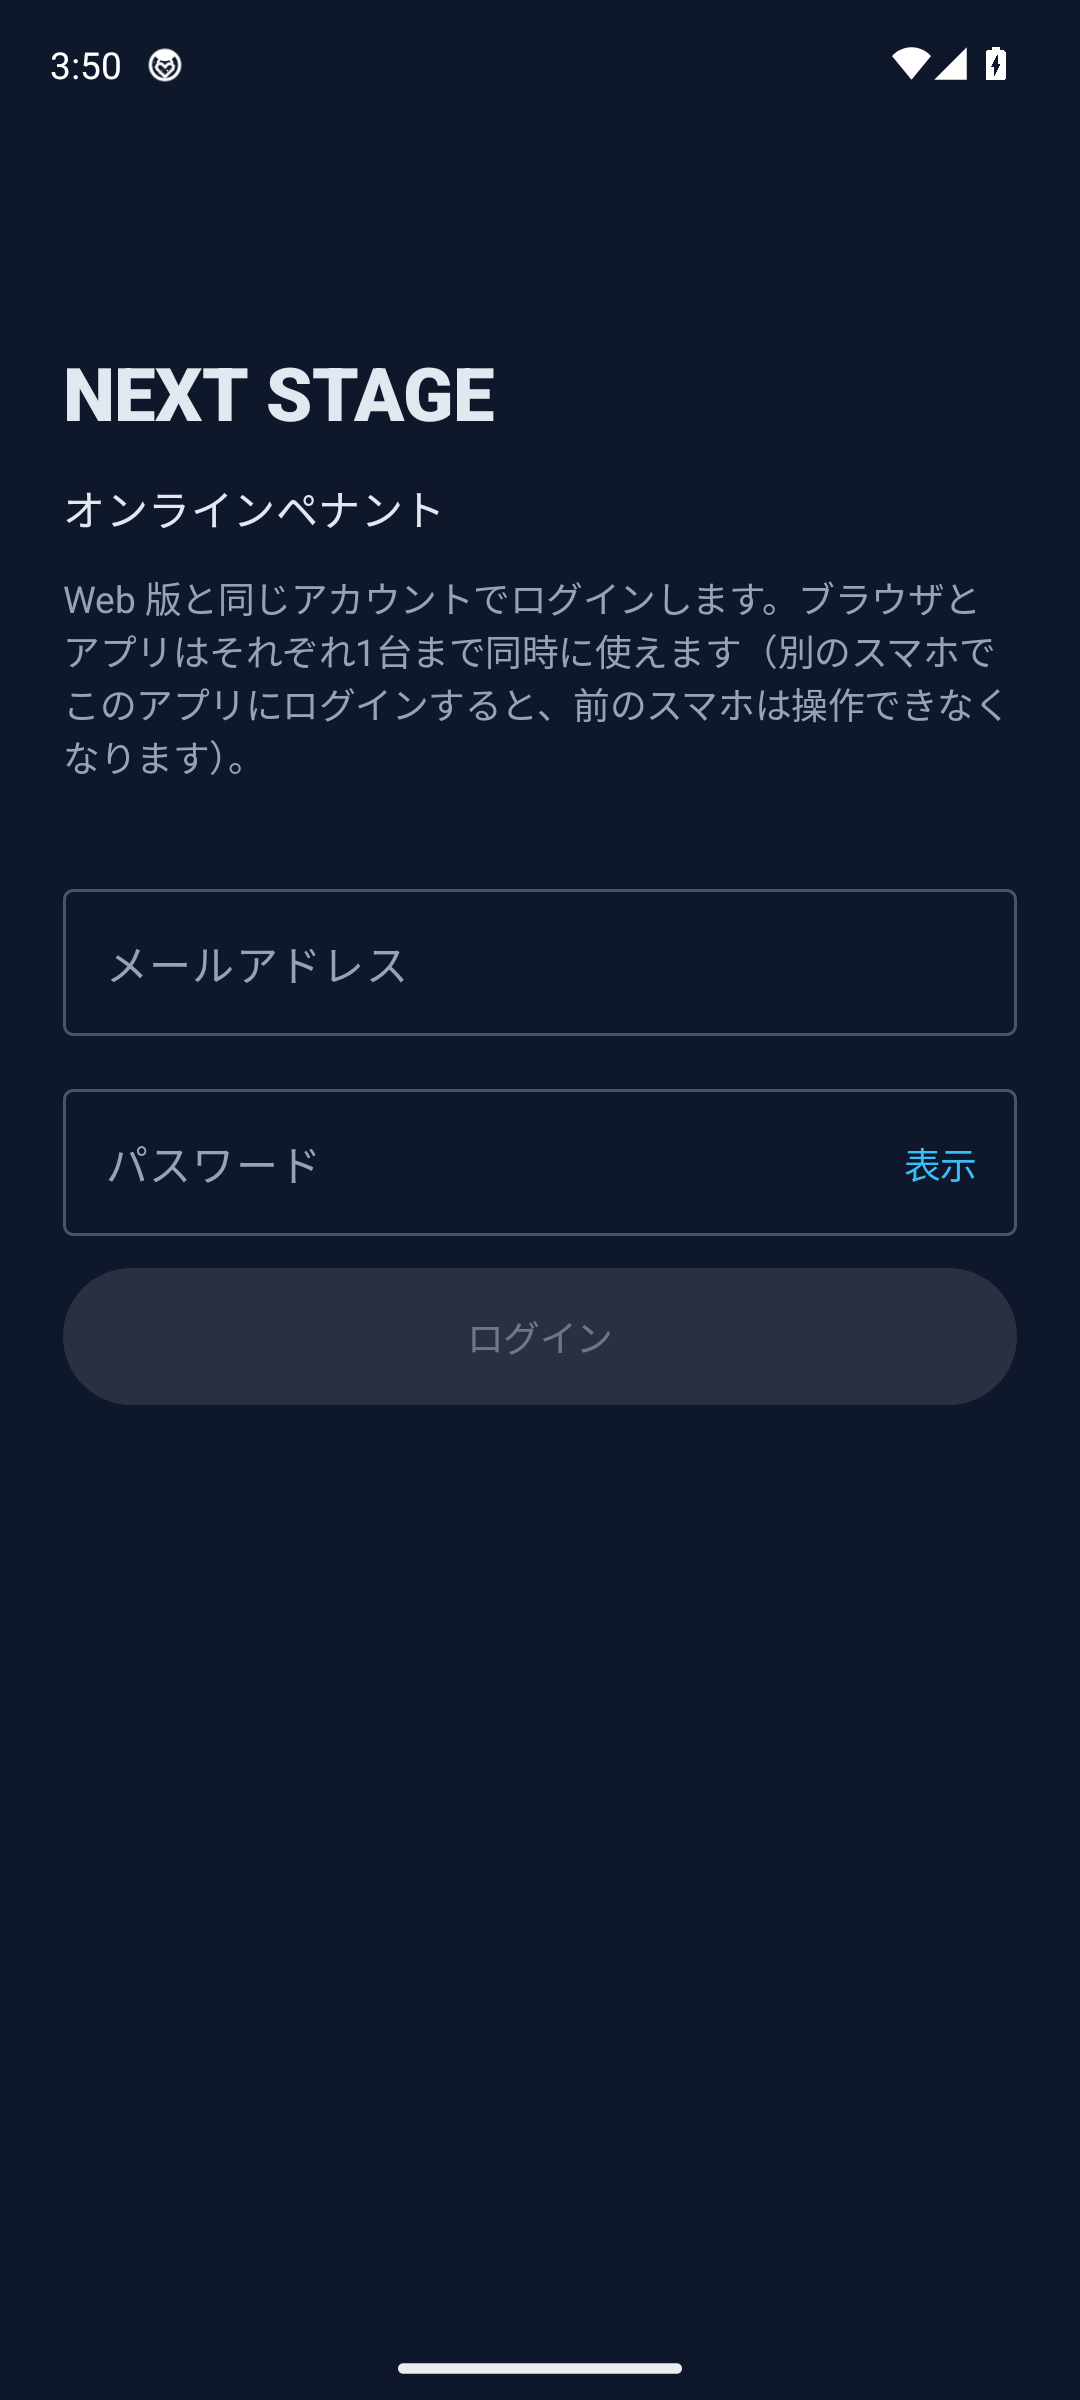 3:50
NEXT STAGE
オンラインペナント
Web 版と同じアカウントでログインします。ブラウザと
アプリはそれぞれ1台まで同時に使えます（別のスマホで
このアプリにログインすると、前のスマホは操作できなく
なります）。
メールアドレス
パスワード
表示
ログイン